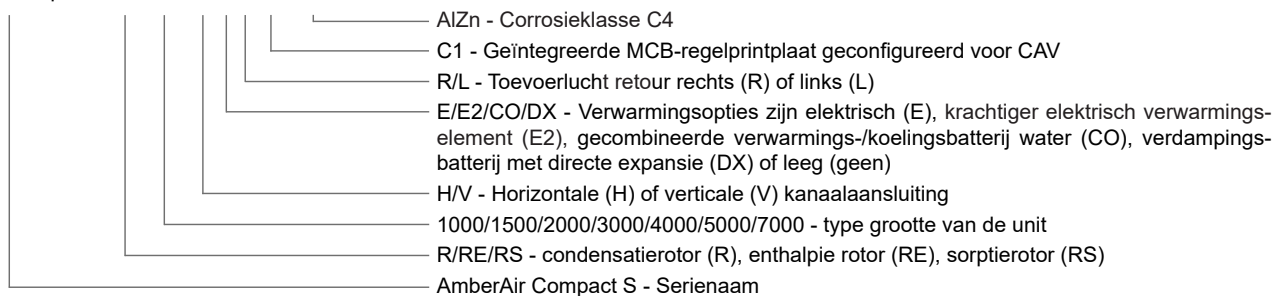 AlZn - Corrosieklasse C4
C1 - Geïntegreerde MCB-regelprintplaat geconfigureerd voor CAV
R/L - Toevoerlucht retour rechts (R) of links (L)
E/E2/CO/DX - Verwarmingsopties zijn elektrisch (E), krachtiger elektrisch verwarmings-
element (E2), gecombineerde verwarmings-/koelingsbatterij water (CO), verdampings-
batterij met directe expansie (DX) of leeg (geen)
H/V - Horizontale (H) of verticale (V) kanaalaansluiting
1000/1500/2000/3000/4000/5000/7000 - type grootte van de unit
R/RE/RS - condensatierotor (R), enthalpie rotor (RE), sorptierotor (RS)
AmberAir Compact S - Serienaam